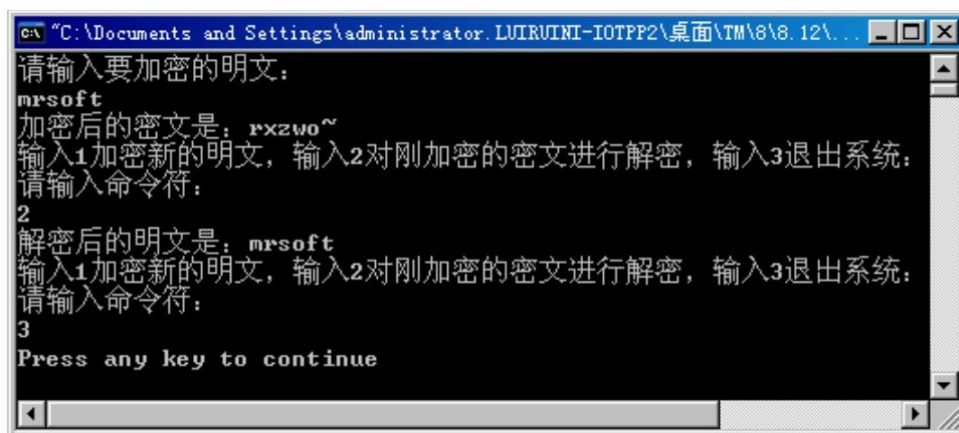 "C:\Documents and Settings\administrator.LUIRUINI-IOTPP2\桌面\TM\8\8.12\...
请输入要加密的明文：
mrsoft
加密后的密文是：rxzwo~
输入1加密新的明文，输入2对刚加密的密文进行解密，输入3退出系统：
请输入命令符：
2
解密后的明文是：mrsoft
输入1加密新的明文，输入2对刚加密的密文进行解密，输入3退出系统：
请输入命令符：
3
Press any key to continue